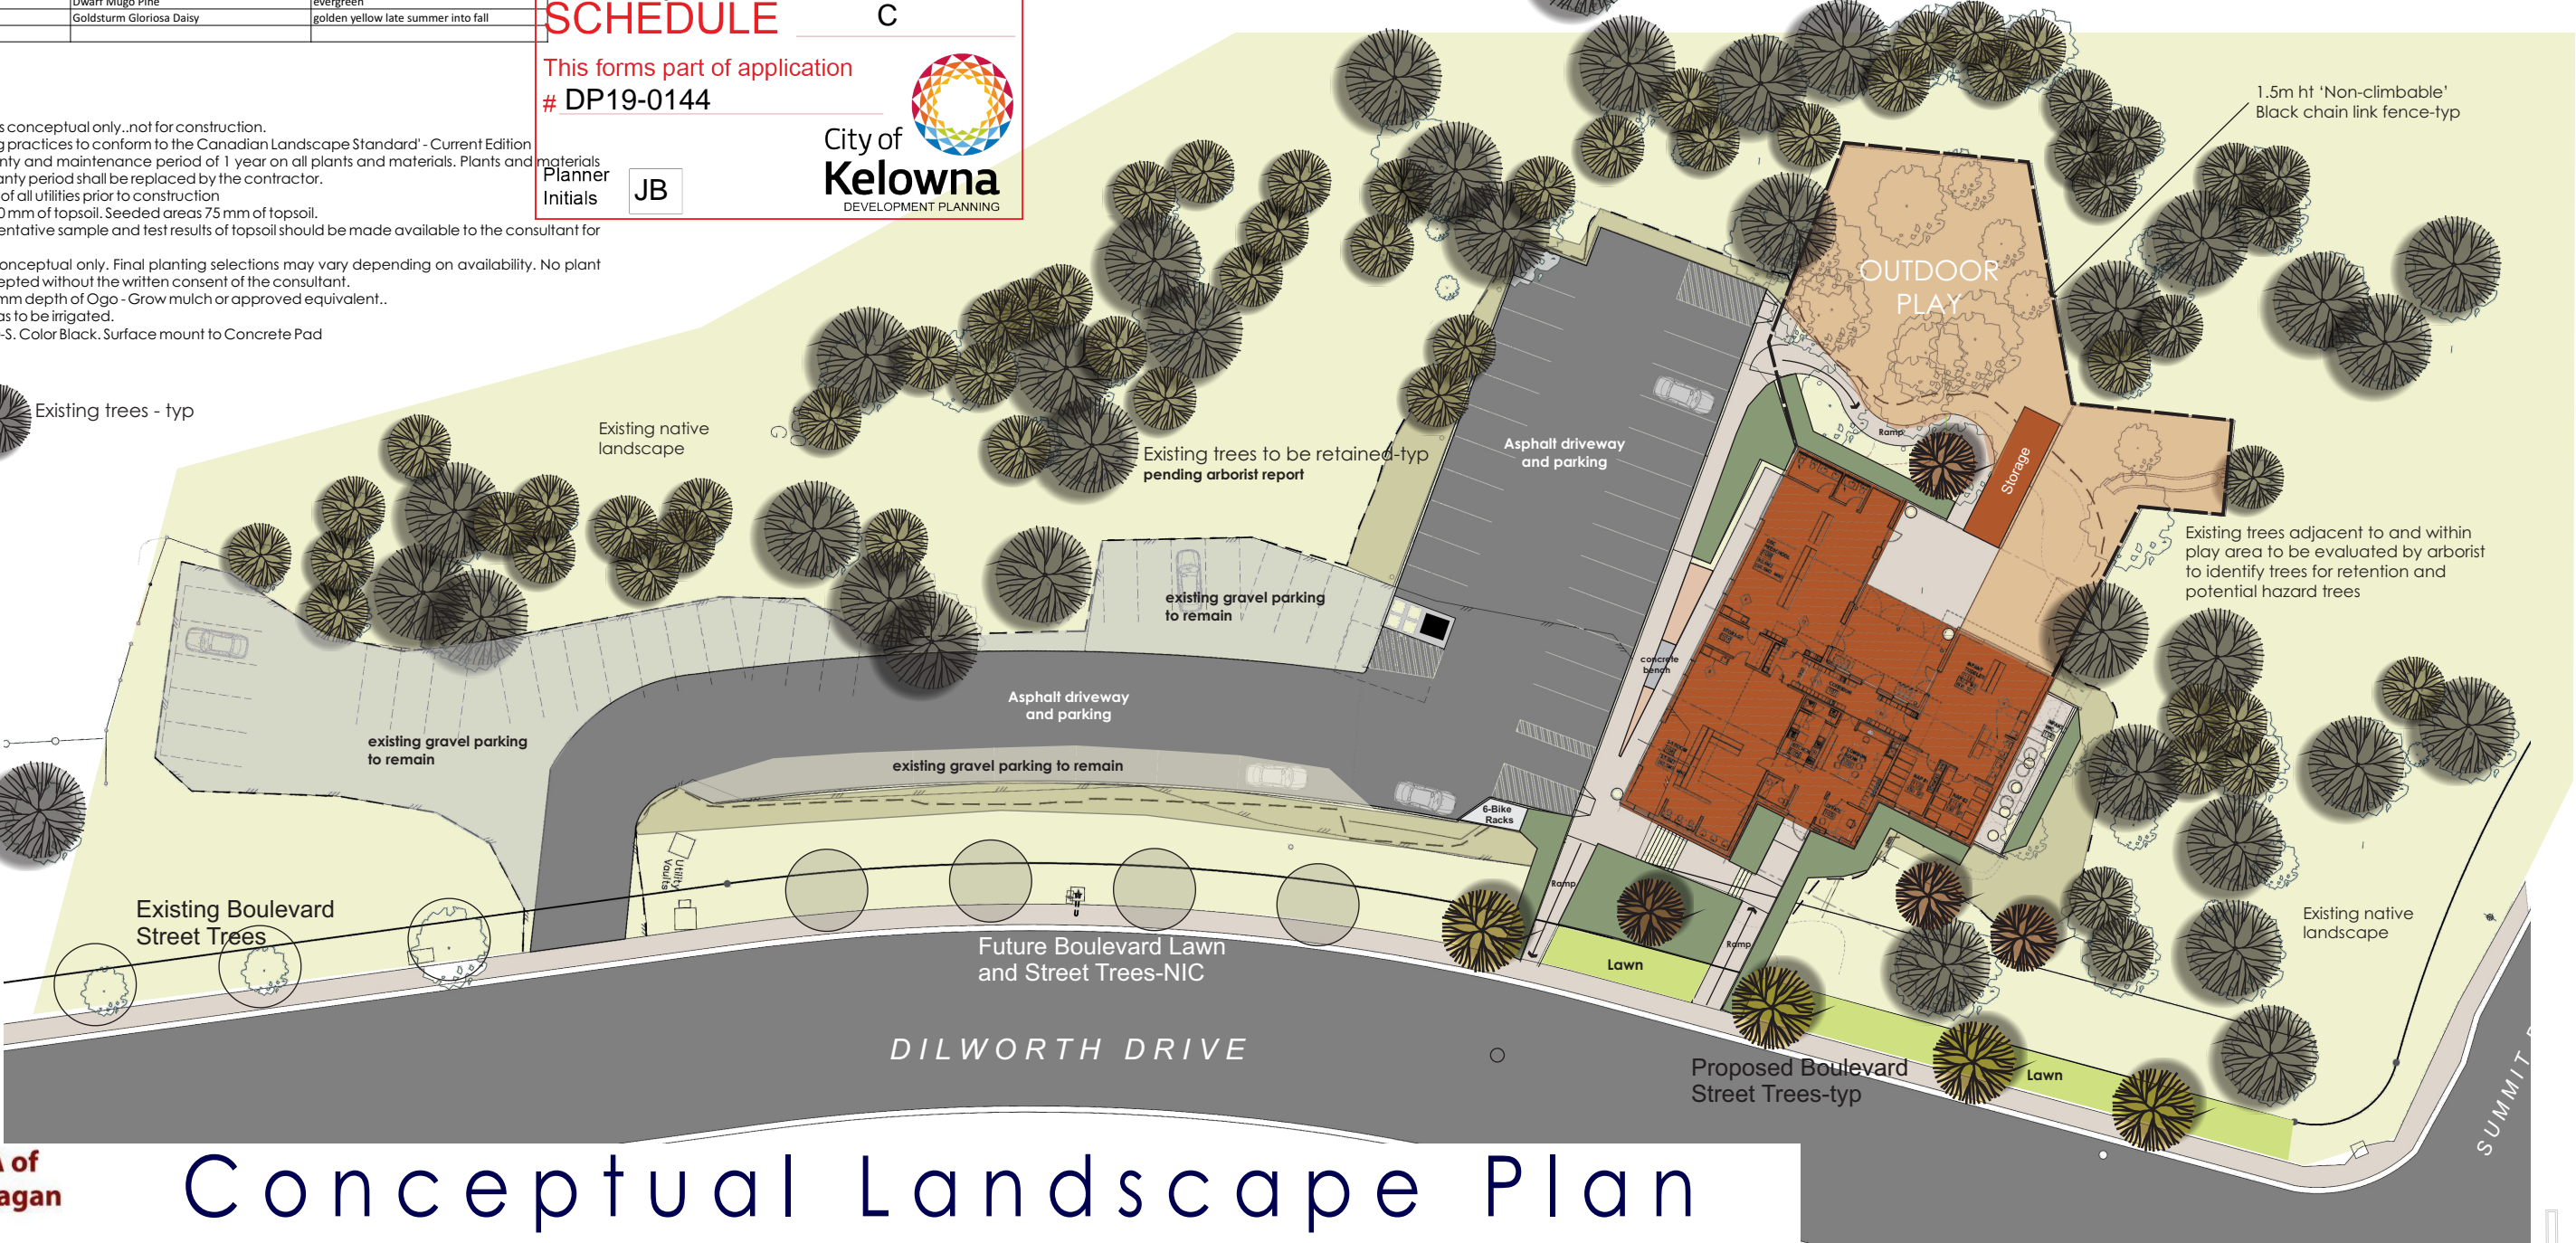 Dwarf Mugo Pine evergreen
Goldsturm Gloriosa Daisy golden yellow late summer into fall
SCHEDULE C
This forms part of application
# DP19-0144
City of
Kelowna
DEVELOPMENT PLANNING
Planner
Initials JB
s conceptual only..not for construction.
g practices to conform to the Canadian Landscape Standard' - Current Edition
nty and maintenance period of 1 year on all plants and materials. Plants and materials
anty period shall be replaced by the contractor.
of all utilities prior to construction
0 mm of topsoil. Seeded areas 75 mm of topsoil.
entative sample and test results of topsoil should be made available to the consultant for
onceptual only. Final planting selections may vary depending on availability. No plant
epted without the written consent of the consultant.
mm depth of Ogo - Grow mulch or approved equivalent..
as to be irrigated.
-S. Color Black. Surface mount to Concrete Pad
1.5m ht ‘Non-climbable’
Black chain link fence-typ
OUTDOOR
PLAY
Existing trees - typ
Existing native
landscape
Existing trees to be retained-typ
pending arborist report
Asphalt driveway
and parking
Ramp
Storage
Existing trees adjacent to and within
play area to be evaluated by arborist
to identify trees for retention and
potential hazard trees
existing gravel parking
to remain
concrete
bench
Asphalt driveway
and parking
existing gravel parking
to remain
existing gravel parking to remain
6-Bike
Racks
Utility
Vaults
Ramp
Existing Boulevard
Street Trees
Future Boulevard Lawn
and Street Trees-NIC
Lawn
Ramp
Existing native
landscape
DILWORTH DRIVE
Proposed Boulevard
Street Trees-typ
Lawn
SUMMIT
of
agan
Conceptual Landscape Plan